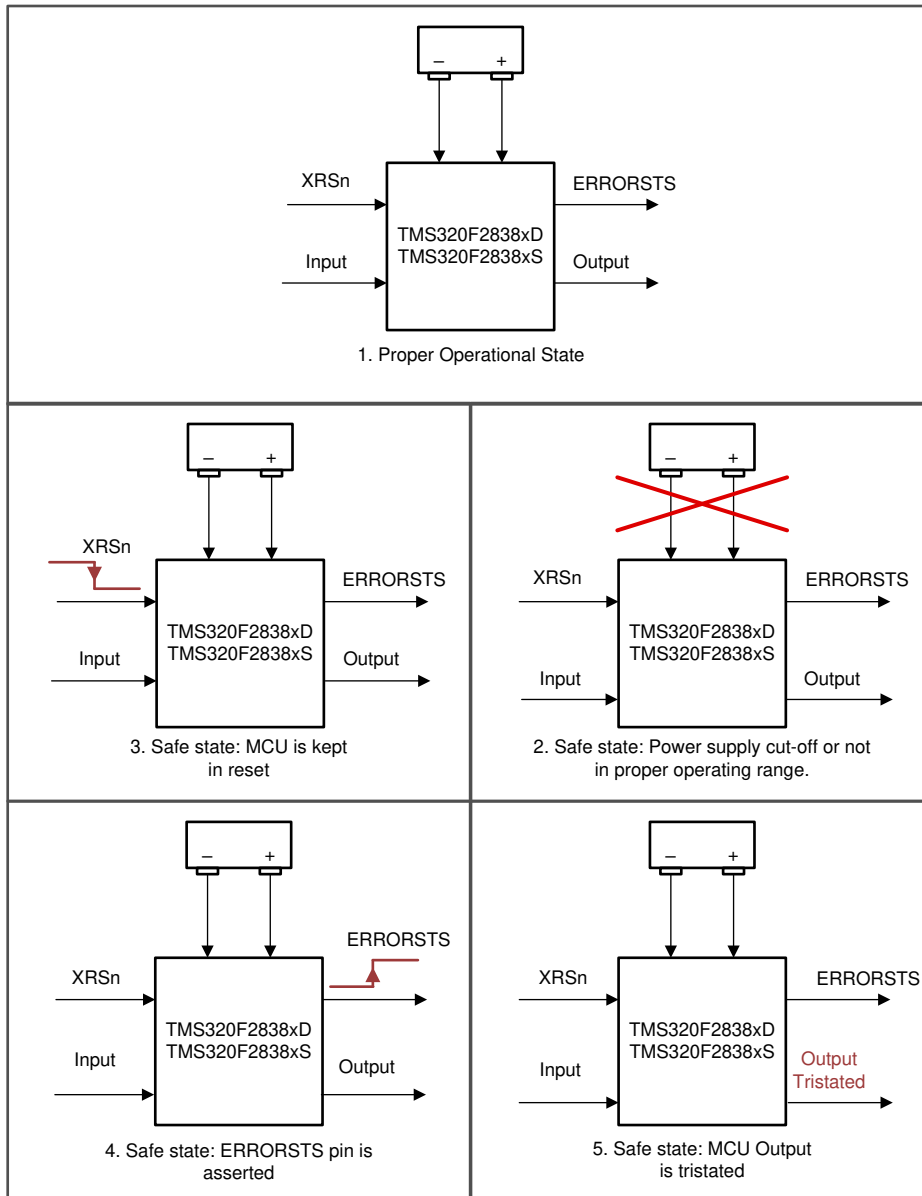 – +
XRSn
ERRORSTS
TMS320F2838xD
TMS320F2838xS
Input
Output
1. Proper Operational State
– +
XRSn
ERRORSTS
TMS320F2838xD
TMS320F2838xS
Input
Output
3. Safe state: MCU is kept
in reset
– +
XRSn
ERRORSTS
TMS320F2838xD
TMS320F2838xS
Input
Output
2. Safe state: Power supply cut-off or not
in proper operating range.
– +
ERRORSTS
XRSn
TMS320F2838xD
TMS320F2838xS
Input
Output
4. Safe state: ERRORSTS pin is
asserted
– +
XRSn
ERRORSTS
TMS320F2838xD
TMS320F2838xS
Input
Output
Tristated
5. Safe state: MCU Output
is tristated